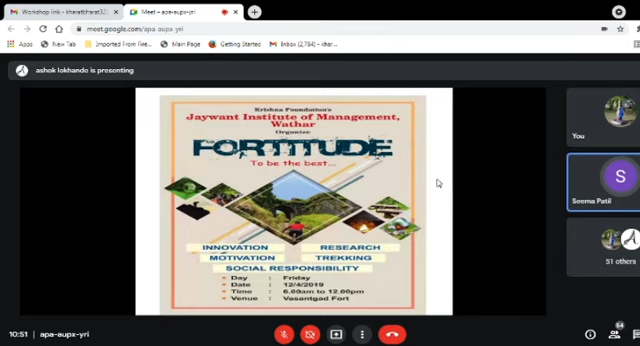 Workshop link - kharatbharat32
Meet – apa-aupx-yri
meet.google.com/apa-aupx-yri
Apps
New Tab
Imported From Fire...
Main Page
Getting Started
Inbox (2,784) - khar...
ashok lokhande is presenting
Krishna Foundation's
Jaywant Institute of Management,
Wathar
Organize
FORTITUDE
To be the best...
INNOVATION
RESEARCH
MOTIVATION
TREKKING
SOCIAL RESPONSIBILITY
• Day : Friday
• Date : 12/4/2019
• Time : 6.00am to 12.00pm
• Venue : Vasantgad Fort
You
S
Seema Patil
51 others
10:51 apa-aupx-yri
54